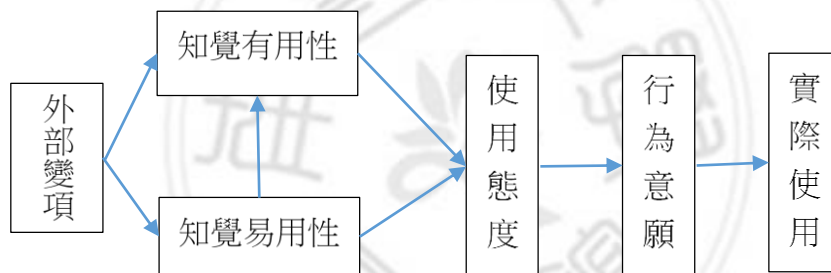 外部變項
知覺有用性
知覺易用性
使用態度
行為意願
實際使用